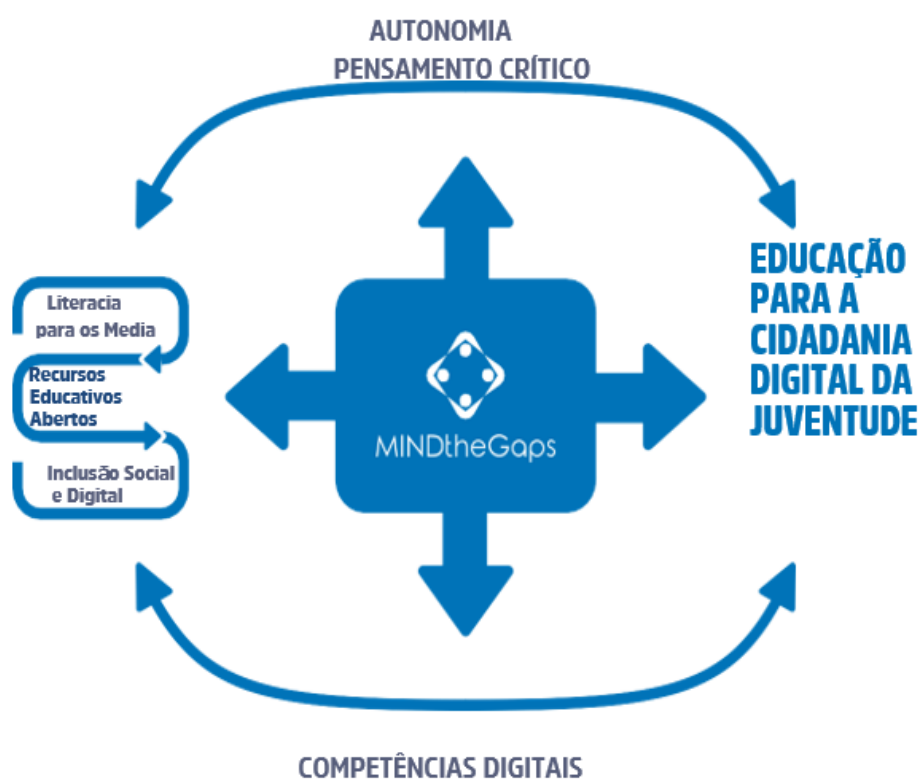 AUTONOMIA
PENSAMENTO CRÍTICO
Literacia
para os Media
Recursos
Educativos
Abertos
Inclusão Social
e Digital
MINDtheGaps
EDUCAÇÃO
PARA A
CIDADANIA
DIGITAL DA
JUVENTUDE
COMPETÊNCIAS DIGITAIS